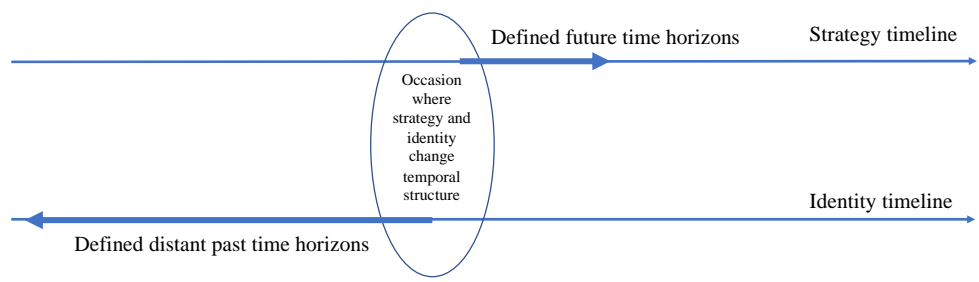 Defined future time horizons
Strategy timeline
Occasion
where
strategy and
identity
change
temporal
structure
Identity timeline
Defined distant past time horizons